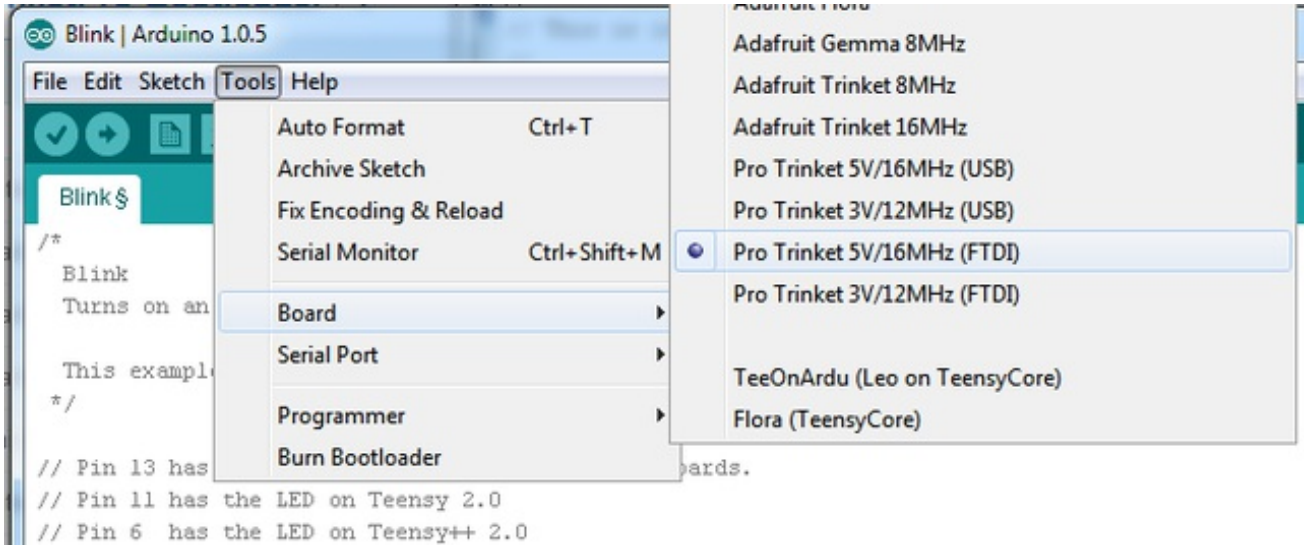 Blink | Arduino 1.0.5
File Edit Sketch Tools Help
Auto Format Ctrl+T
Archive Sketch
Fix Encoding & Reload
Serial Monitor Ctrl+Shift+M
Board
Serial Port
Programmer
Burn Bootloader
Adafruit Flora
Adafruit Gemma 8MHz
Adafruit Trinket 8MHz
Adafruit Trinket 16MHz
Pro Trinket 5V/16MHz (USB)
Pro Trinket 3V/12MHz (USB)
Pro Trinket 5V/16MHz (FTDI)
Pro Trinket 3V/12MHz (FTDI)
TeeOnArdu (Leo on TeensyCore)
Flora (TeensyCore)
Blink §
/*
Blink
Turns on an
This exampl
*/
// Pin 13 has
ards.
// Pin 11 has the LED on Teensy 2.0
// Pin 6 has the LED on Teensy++ 2.0